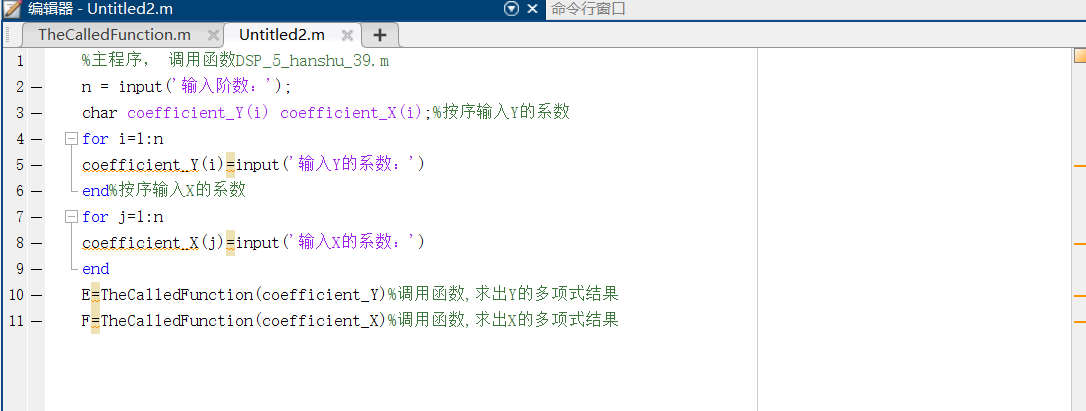 编辑器 - Untitled2.m
命令行窗口
TheCalledFunction.m
Untitled2.m
1 %主程序， 调用函数DSP_5_hanshu_39.m
2 n = input('输入阶数：');
3 char coefficient_Y(i) coefficient_X(i);%按序输入Y的系数
4 for i=1:n
5 coefficient_Y(i)=input('输入Y的系数：')
6 end%按序输入X的系数
7 for j=1:n
8 coefficient_X(j)=input('输入X的系数：')
9 end
10 E=TheCalledFunction(coefficient_Y)%调用函数,求出Y的多项式结果
11 F=TheCalledFunction(coefficient_X)%调用函数,求出X的多项式结果